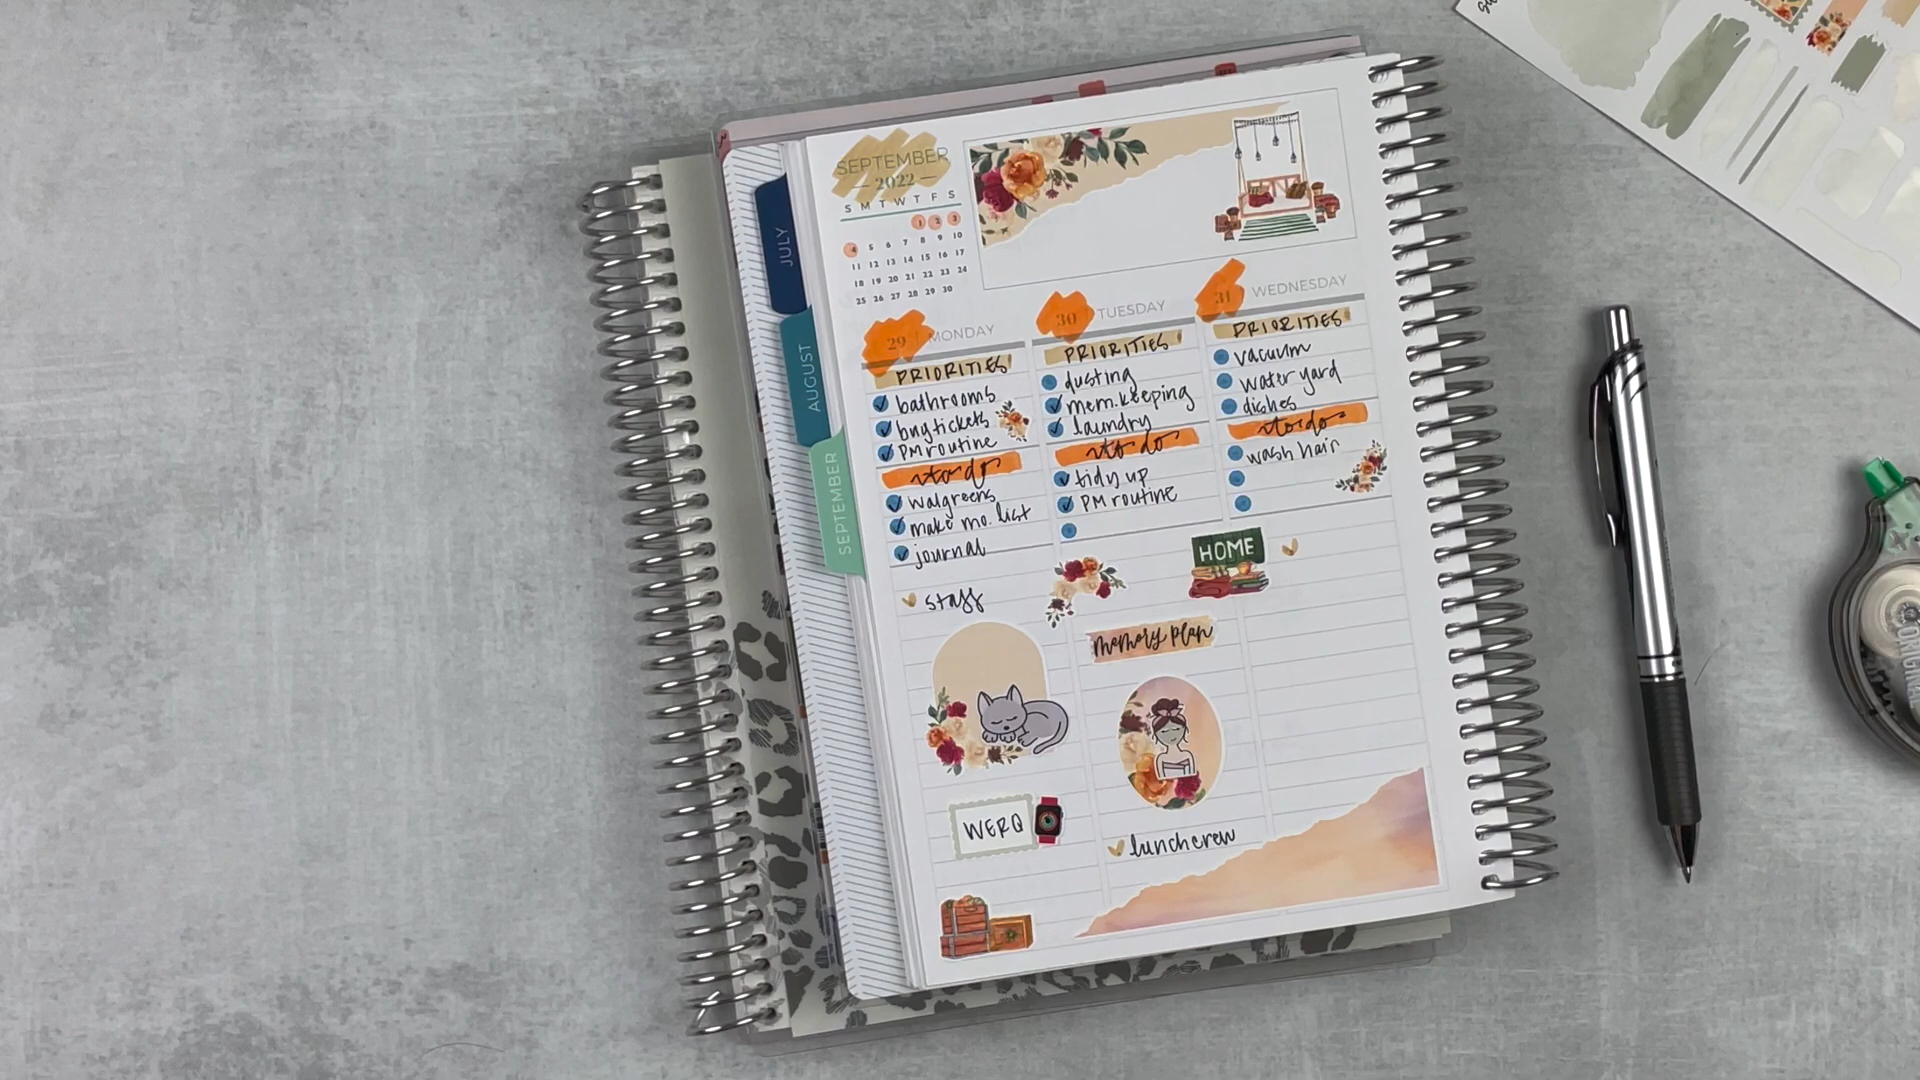 SEPTEMBER
— 2022 —
S M T W T F S
1 2 3
4 5 6 7 8 9 10
11 12 13 14 15 16 17
18 19 20 21 22 23 24
25 26 27 28 29 30
JULY
AUGUST
SEPTEMBER
29 MONDAY
PRIORITIES
bathrooms
buy tickets
PM routine
to do
walgreens
make mo. list
journal
staff
WERQ
30 TUESDAY
PRIORITIES
dusting
mem. keeping
laundry
to do
tidy up
PM routine
memory plan
lunch crew
31 WEDNESDAY
PRIORITIES
vacuum
water yard
dishes
to do
wash hair
HOME
ORIGINAL